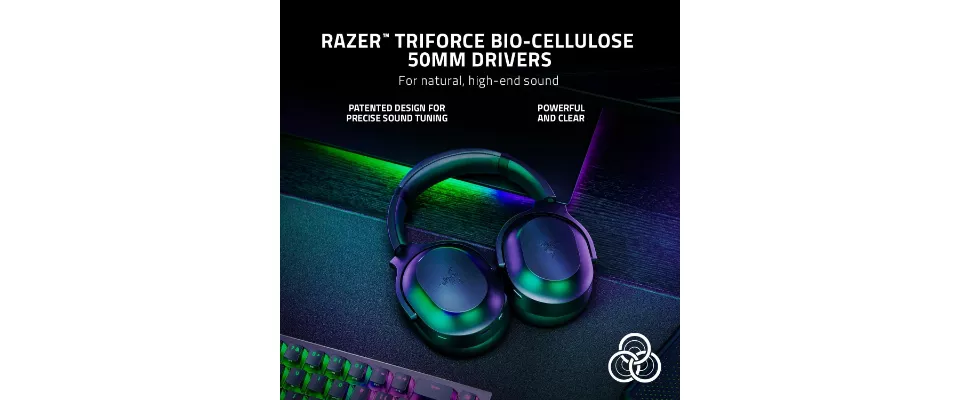 RAZER™ TRIFORCE BIO-CELLULOSE
50MM DRIVERS
For natural, high-end sound
PATENTED DESIGN FOR
PRECISE SOUND TUNING
POWERFUL
AND CLEAR